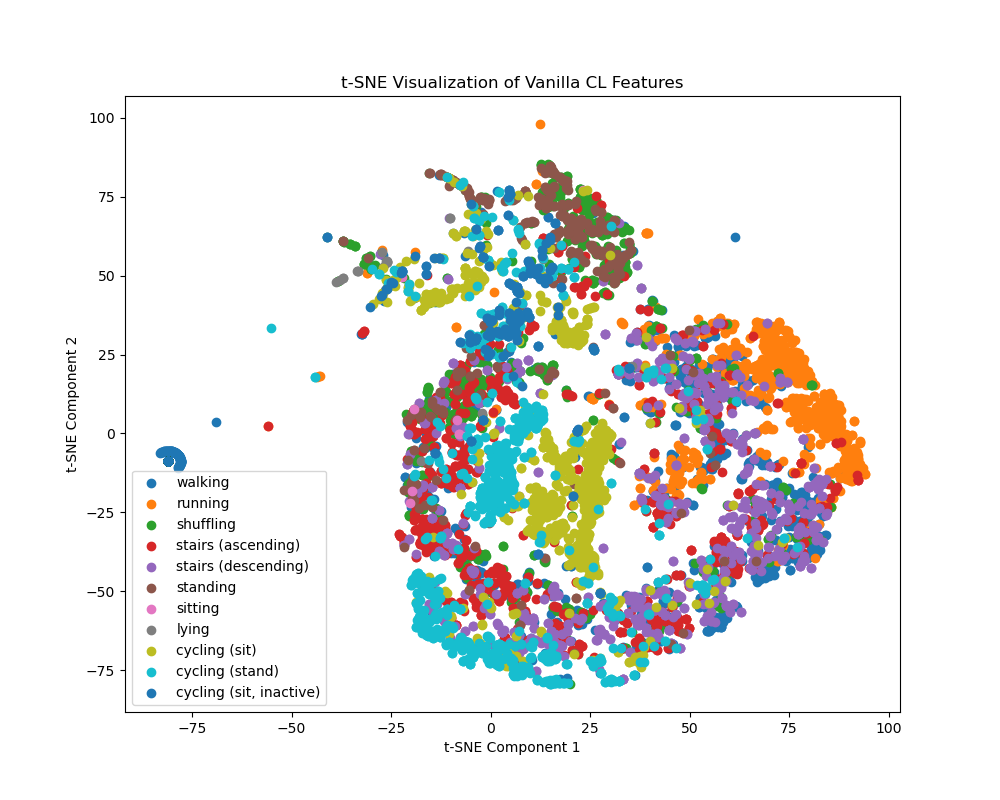 t-SNE Visualization of Vanilla CL Features
100
75
50
25
0
−25
−50
−75
t-SNE Component 2
walking
running
shuffling
stairs (ascending)
stairs (descending)
standing
sitting
lying
cycling (sit)
cycling (stand)
cycling (sit, inactive)
−75 −50 −25 0 25 50 75 100
t-SNE Component 1